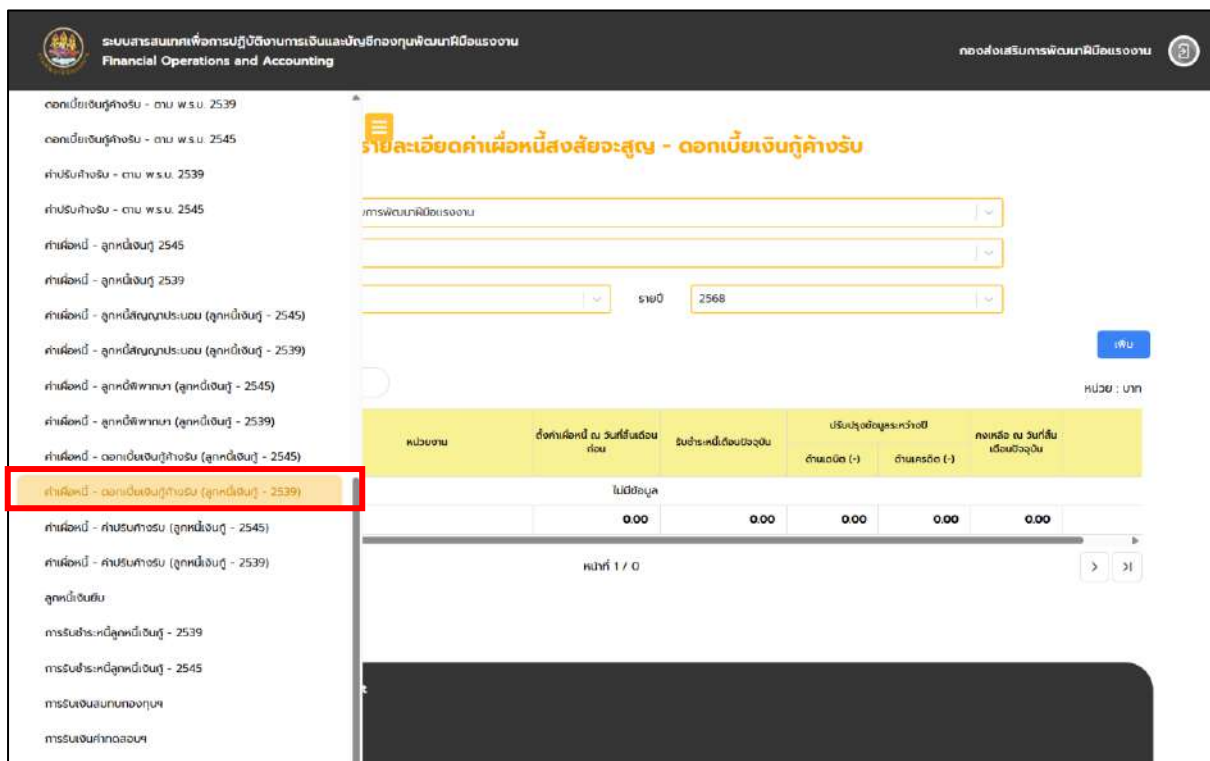 ระบบสารสนเทศเพื่อการปฏิบัติงานการเงินและบัญชีกองทุนพัฒนาฝีมือแรงงาน
Financial Operations and Accounting
กองส่งเสริมการพัฒนาฝีมือแรงงาน
ดอกเบี้ยเงินกู้ค้างรับ - ตาม พ.ร.บ. 2539
ดอกเบี้ยเงินกู้ค้างรับ - ตาม พ.ร.บ. 2545
ค่าปรับค้างรับ - ตาม พ.ร.บ. 2539
ค่าปรับค้างรับ - ตาม พ.ร.บ. 2545
ค่าเผื่อหนี้ - ลูกหนี้เงินกู้ 2545
ค่าเผื่อหนี้ - ลูกหนี้เงินกู้ 2539
ค่าเผื่อหนี้ - ลูกหนี้สัญญาประนอม (ลูกหนี้เงินกู้ - 2545)
ค่าเผื่อหนี้ - ลูกหนี้สัญญาประนอม (ลูกหนี้เงินกู้ - 2539)
ค่าเผื่อหนี้ - ลูกหนี้พิพากษา (ลูกหนี้เงินกู้ - 2545)
ค่าเผื่อหนี้ - ลูกหนี้พิพากษา (ลูกหนี้เงินกู้ - 2539)
ค่าเผื่อหนี้ - ดอกเบี้ยเงินกู้ค้างรับ (ลูกหนี้เงินกู้ - 2545)
ค่าเผื่อหนี้ - ดอกเบี้ยเงินกู้ค้างรับ (ลูกหนี้เงินกู้ - 2539)
ค่าเผื่อหนี้ - ค่าปรับค้างรับ (ลูกหนี้เงินกู้ - 2545)
ค่าเผื่อหนี้ - ค่าปรับค้างรับ (ลูกหนี้เงินกู้ - 2539)
ลูกหนี้เงินยืม
การรับชำระหนี้ลูกหนี้เงินกู้ - 2539
การรับชำระหนี้ลูกหนี้เงินกู้ - 2545
การรับเงินสมทบกองทุนฯ
การรับเงินค่าทดสอบฯ
รายละเอียดค่าเผื่อหนี้สงสัยจะสูญ - ดอกเบี้ยเงินกู้ค้างรับ
มการพัฒนาฝีมือแรงงาน
รายปี 2568
เพิ่ม
หน่วย : บาท
หน่วยงาน
ตั้งค่าเผื่อหนี้ ณ วันที่สิ้นเดือน
ก่อน
รับชำระหนี้เดือนปัจจุบัน
ปรับปรุงข้อมูลระหว่างปี
ด้านเดบิต (-) ด้านเครดิต (-)
คงเหลือ ณ วันที่สิ้น
เดือนปัจจุบัน
ไม่มีข้อมูล
0.00 0.00 0.00 0.00 0.00
หน้าที่ 1 / 0